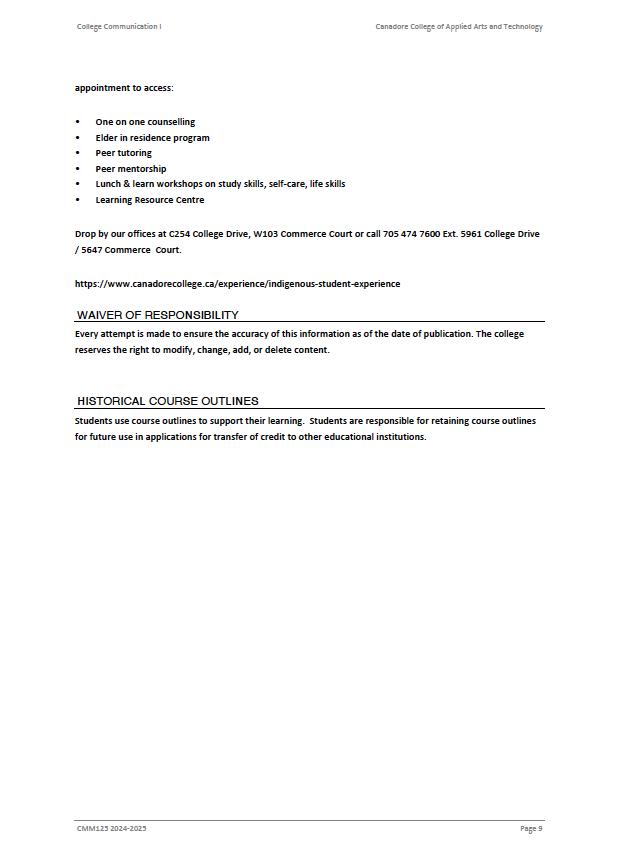 College Communication I Canadore College of Applied Arts and Technology
appointment to access:
• One on one counselling
• Elder in residence program
• Peer tutoring
• Peer mentorship
• Lunch & learn workshops on study skills, self-care, life skills
• Learning Resource Centre
Drop by our offices at C254 College Drive, W103 Commerce Court or call 705 474 7600 Ext. 5961 College Drive
/ 5647 Commerce  Court.
https://www.canadorecollege.ca/experience/indigenous-student-experience
WAIVER OF RESPONSIBILITY
Every attempt is made to ensure the accuracy of this information as of the date of publication. The college
reserves the right to modify, change, add, or delete content.
HISTORICAL COURSE OUTLINES
Students use course outlines to support their learning.  Students are responsible for retaining course outlines
for future use in applications for transfer of credit to other educational institutions.
CMM125 2024-2025 Page 9